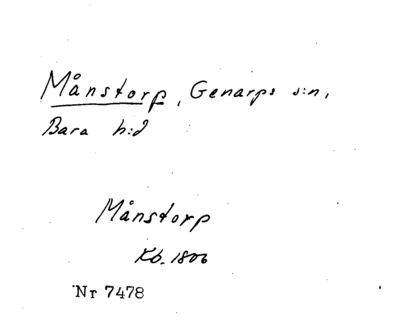 Månstorp, Genarps s:n,
Bara h:d
Månstorp
Kb. 1806
Nr 7478